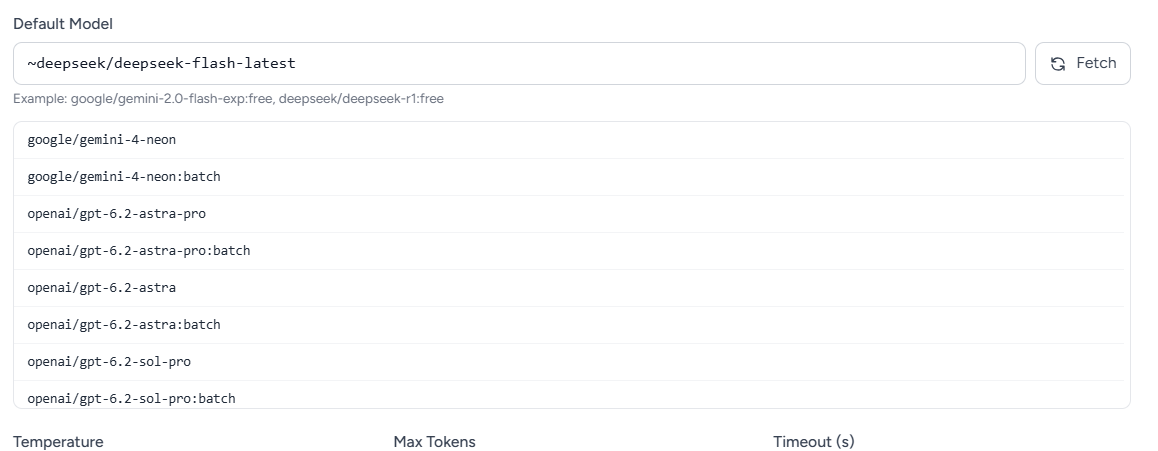 Default Model
~deepseek/deepseek-flash-latest
Fetch
Example: google/gemini-2.0-flash-exp:free, deepseek/deepseek-r1:free
google/gemini-4-neon
google/gemini-4-neon:batch
openai/gpt-6.2-astra-pro
openai/gpt-6.2-astra-pro:batch
openai/gpt-6.2-astra
openai/gpt-6.2-astra:batch
openai/gpt-6.2-sol-pro
openai/gpt-6.2-sol-pro:batch
Temperature
Max Tokens
Timeout (s)